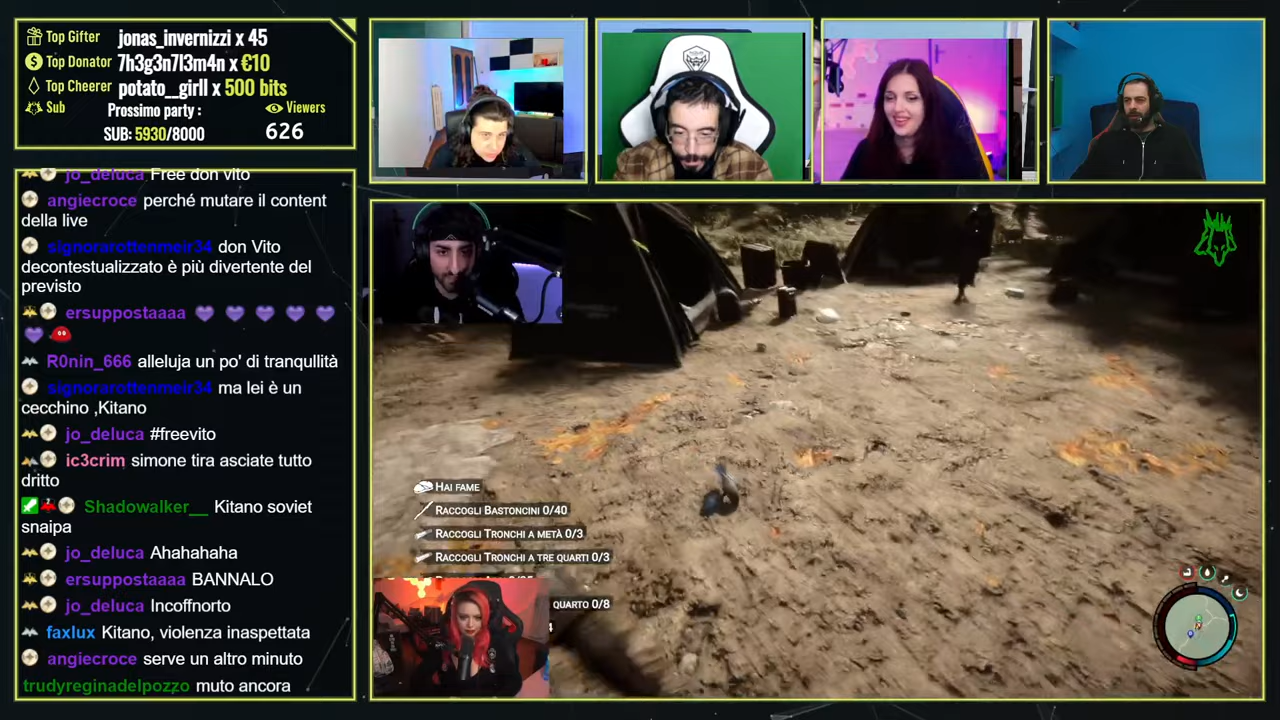 Top Gifter jonas_invernizzi x 45
Top Donator 7h3g3n7l3m4n x €10
Top Cheerer potato__girll x 500 bits
Sub Prossimo party : Viewers
SUB: 5930/8000 626
jo_deluca Free don vito
angiecroce perché mutare il content
della live
signorarottenmeir34 don Vito
decontestualizzato è più divertente del
previsto
ersuppostaaaa
R0nin_666 alleluja un po' di tranqullità
signorarottenmeir34 ma lei è un
cecchino ,Kitano
jo_deluca #freevito
ic3crim simone tira asciate tutto
dritto
Shadowalker__ Kitano soviet
snaipa
jo_deluca Ahahahaha
ersuppostaaaa BANNALO
jo_deluca Incoffnorto
faxlux Kitano, violenza inaspettata
angiecroce serve un altro minuto
trudyreginadelpozzo muto ancora
Hai fame
Raccogli Bastoncini 0/40
Raccogli Tronchi a metà 0/3
Raccogli Tronchi a tre quarti 0/3
quarto 0/8